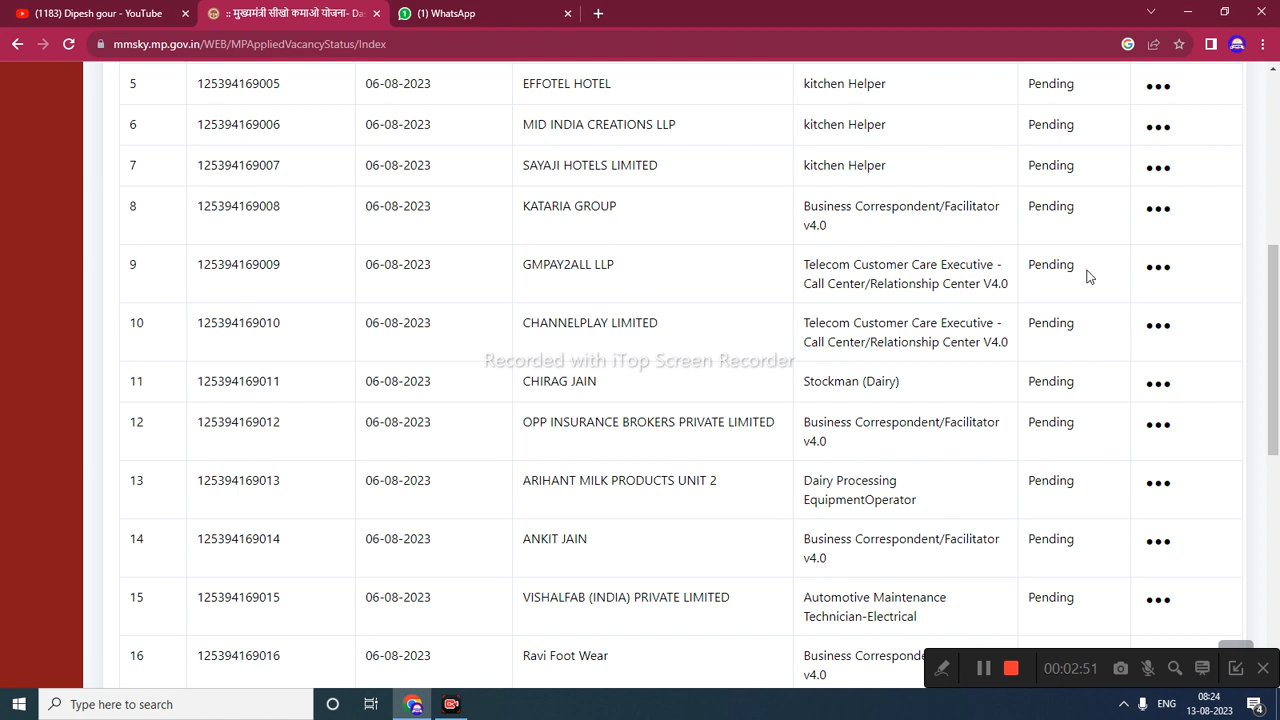 (1183) Dipesh gour - YouTube
:: मुख्यमंत्री सीखो कमाओ योजना- Da
(1) WhatsApp
mmsky.mp.gov.in/WEB/MPAppliedVacancyStatus/Index
5 125394169005 06-08-2023 EFFOTEL HOTEL kitchen Helper Pending
6 125394169006 06-08-2023 MID INDIA CREATIONS LLP kitchen Helper Pending
7 125394169007 06-08-2023 SAYAJI HOTELS LIMITED kitchen Helper Pending
8 125394169008 06-08-2023 KATARIA GROUP Business Correspondent/Facilitator Pending
v4.0
9 125394169009 06-08-2023 GMPAY2ALL LLP Telecom Customer Care Executive - Pending
Call Center/Relationship Center V4.0
10 125394169010 06-08-2023 CHANNELPLAY LIMITED Telecom Customer Care Executive - Pending
Call Center/Relationship Center V4.0
Recorded with iTop Screen Recorder
11 125394169011 06-08-2023 CHIRAG JAIN Stockman (Dairy) Pending
12 125394169012 06-08-2023 OPP INSURANCE BROKERS PRIVATE LIMITED Business Correspondent/Facilitator Pending
v4.0
13 125394169013 06-08-2023 ARIHANT MILK PRODUCTS UNIT 2 Dairy Processing Pending
EquipmentOperator
14 125394169014 06-08-2023 ANKIT JAIN Business Correspondent/Facilitator Pending
v4.0
15 125394169015 06-08-2023 VISHALFAB (INDIA) PRIVATE LIMITED Automotive Maintenance Pending
Technician-Electrical
16 125394169016 06-08-2023 Ravi Foot Wear Business Corresponde
v4.0
00:02:51
Type here to search
ENG
08:24
13-08-2023
4